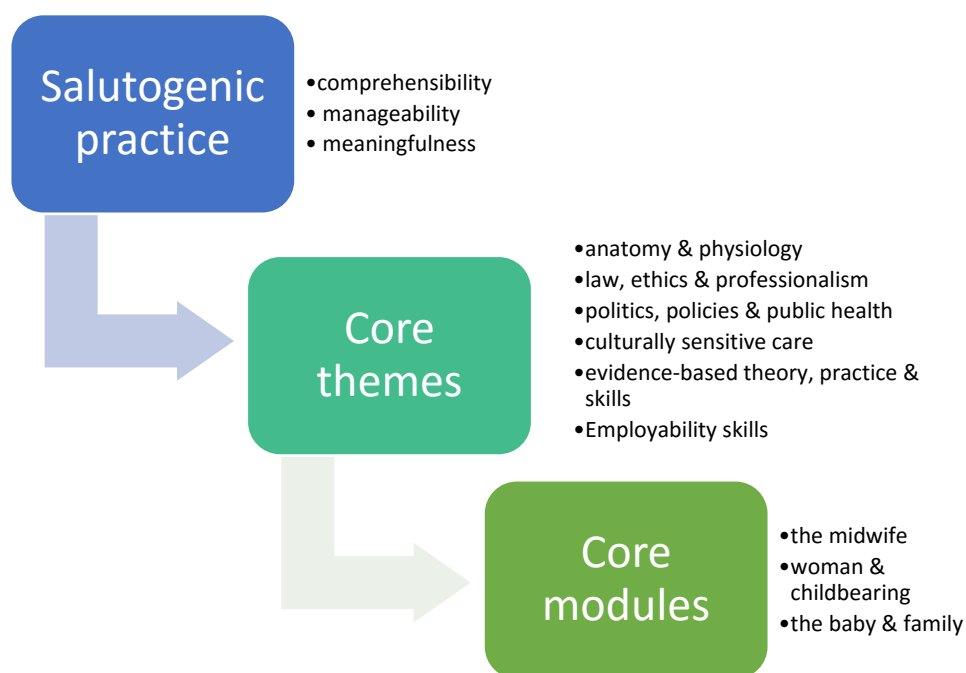 Salutogenic
practice
•comprehensibility
• manageability
• meaningfulness
Core
themes
•anatomy & physiology
•law, ethics & professionalism
•politics, policies & public health
•culturally sensitive care
•evidence-based theory, practice &
skills
•Employability skills
Core
modules
•the midwife
•woman &
childbearing
•the baby & family